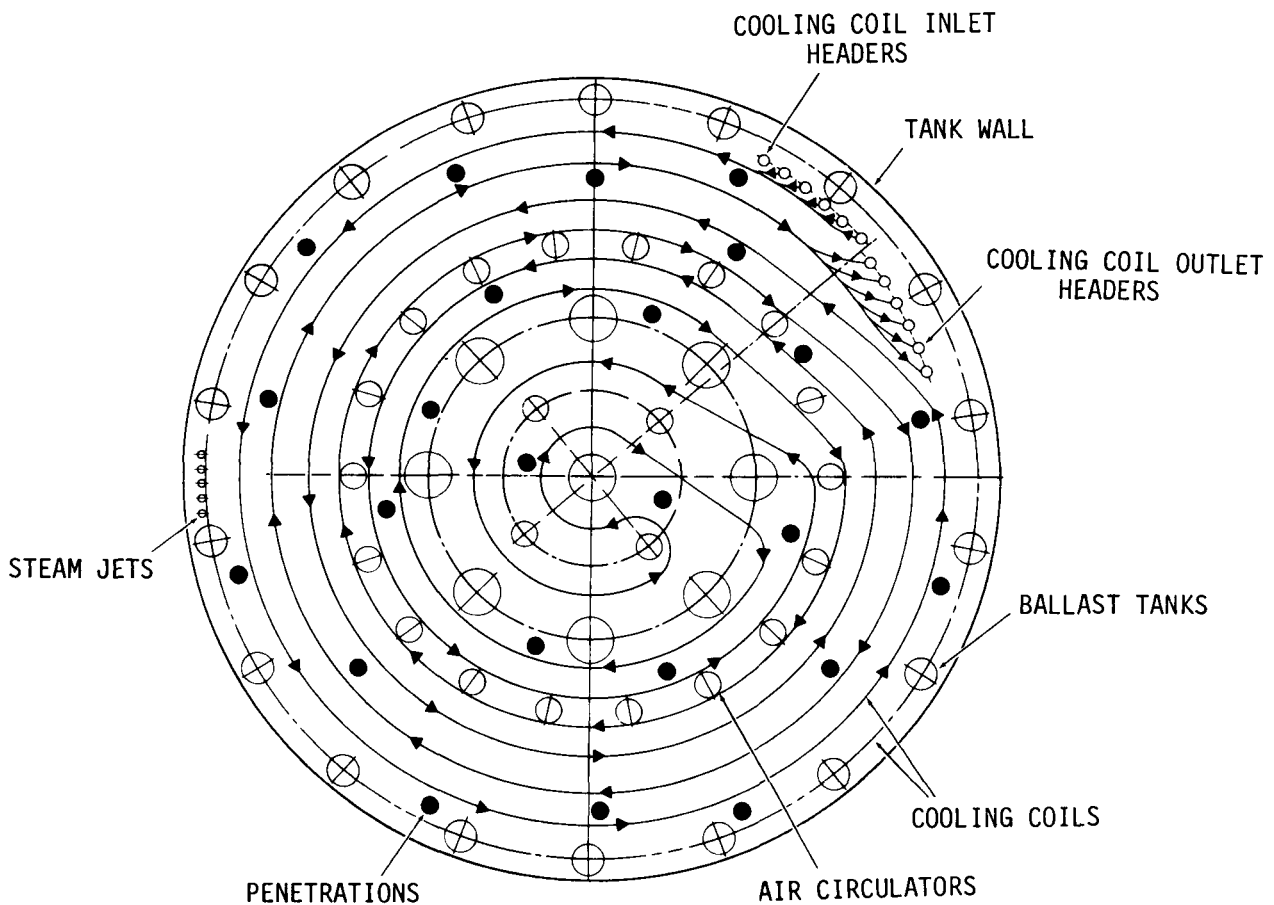 COOLING COIL INLET
HEADERS
TANK WALL
COOLING COIL OUTLET
HEADERS
STEAM JETS
BALLAST TANKS
COOLING COILS
AIR CIRCULATORS
PENETRATIONS